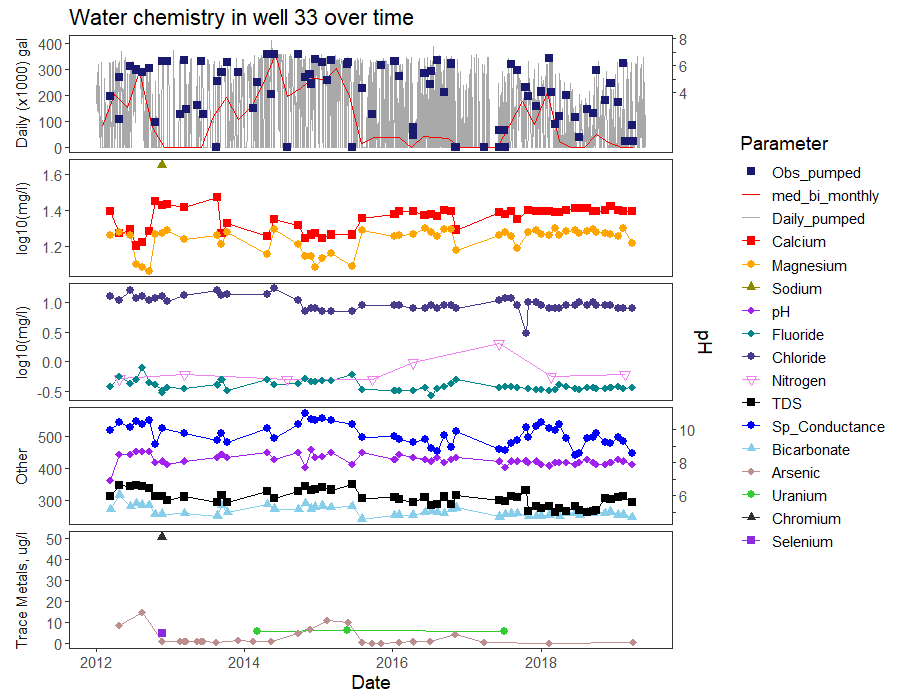 Water chemistry in well 33 over time
Daily (x1000) gal
400
300
200
100
0
8
6
4
log10(mg/l)
1.6
1.4
1.2
log10(mg/l)
1.0
0.5
0.0
-0.5
pH
Other
500
400
300
10
8
6
Trace Metals, ug/l
50
40
30
20
10
0
2012
2014
2016
2018
Date
Parameter
Obs_pumped
med_bi_monthly
Daily_pumped
Calcium
Magnesium
Sodium
pH
Fluoride
Chloride
Nitrogen
TDS
Sp_Conductance
Bicarbonate
Arsenic
Uranium
Chromium
Selenium